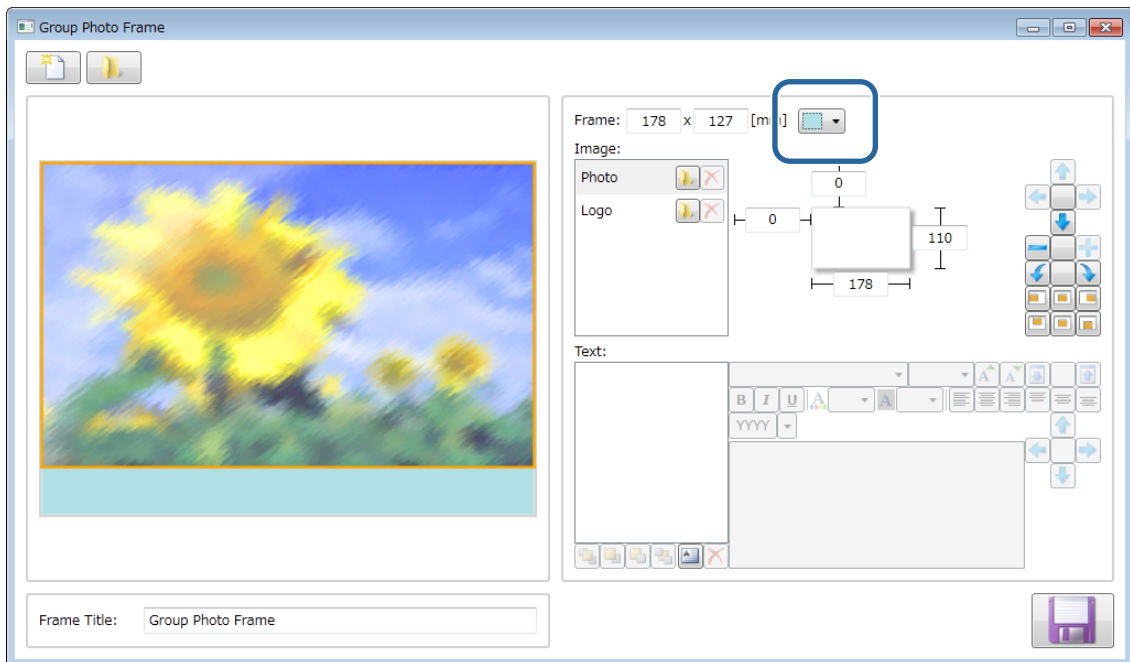 Group Photo Frame
Frame: 178 x 127 [mm]
Image:
Photo
Logo
0
0
110
178
Text:
A A
B I U A A
YYYY
A
Frame Title: Group Photo Frame